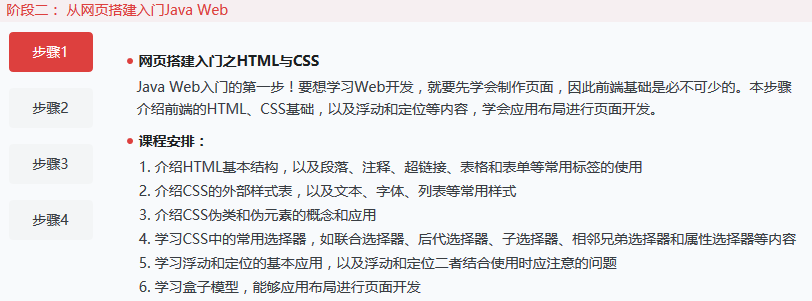 阶段二： 从网页搭建入门Java Web
步骤1
步骤2
步骤3
步骤4
• 网页搭建入门之HTML与CSS
Java Web入门的第一步！要想学习Web开发，就要先学会制作页面，因此前端基础是必不可少的。本步骤
介绍前端的HTML、CSS基础，以及浮动和定位等内容，学会应用布局进行页面开发。
• 课程安排：
1. 介绍HTML基本结构，以及段落、注释、超链接、表格和表单等常用标签的使用
2. 介绍CSS的外部样式表，以及文本、字体、列表等常用样式
3. 介绍CSS伪类和伪元素的概念和应用
4. 学习CSS中的常用选择器，如联合选择器、后代选择器、子选择器、相邻兄弟选择器和属性选择器等内容
5. 学习浮动和定位的基本应用，以及浮动和定位二者结合使用时应注意的问题
6. 学习盒子模型，能够应用布局进行页面开发